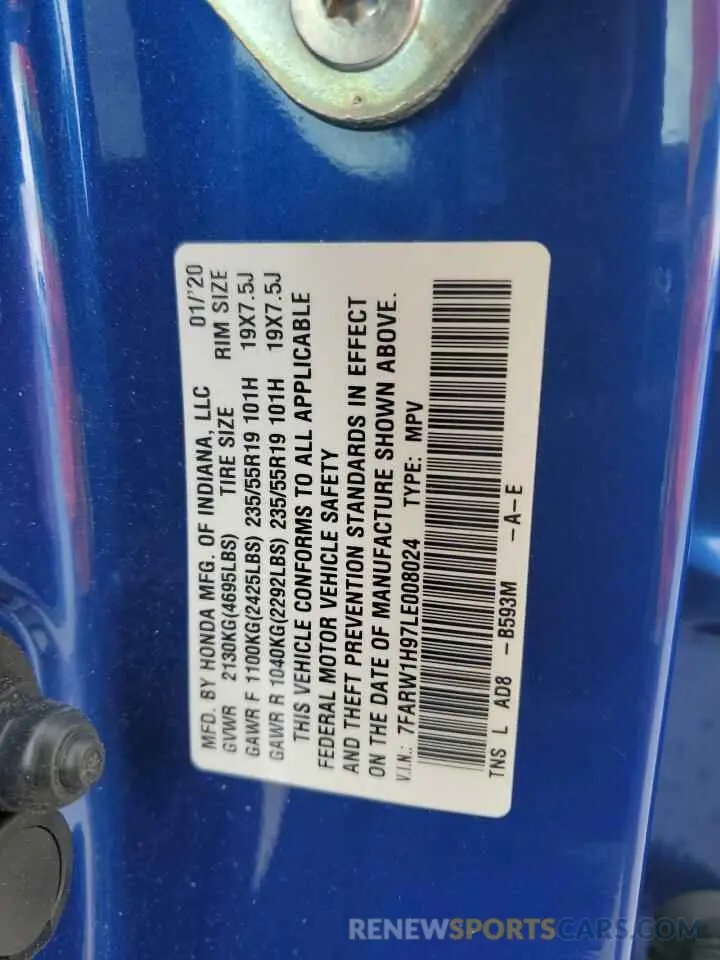 MFD. BY HONDA MFG. OF INDIANA, LLC 01/'20
GVWR 2130KG(4695LBS) TIRE SIZE RIM SIZE
GAWR F 1100KG(2425LBS) 235/55R19 101H 19X7.5J
GAWR R 1040KG(2292LBS) 235/55R19 101H 19X7.5J
THIS VEHICLE CONFORMS TO ALL APPLICABLE
FEDERAL MOTOR VEHICLE SAFETY
AND THEFT PREVENTION STANDARDS IN EFFECT
ON THE DATE OF MANUFACTURE SHOWN ABOVE.
V.I.N.: 7FARW1H97LE008024 TYPE: MPV
TNS L AD8 -B593M -A-E
RENEWSPORTSCARS.COM